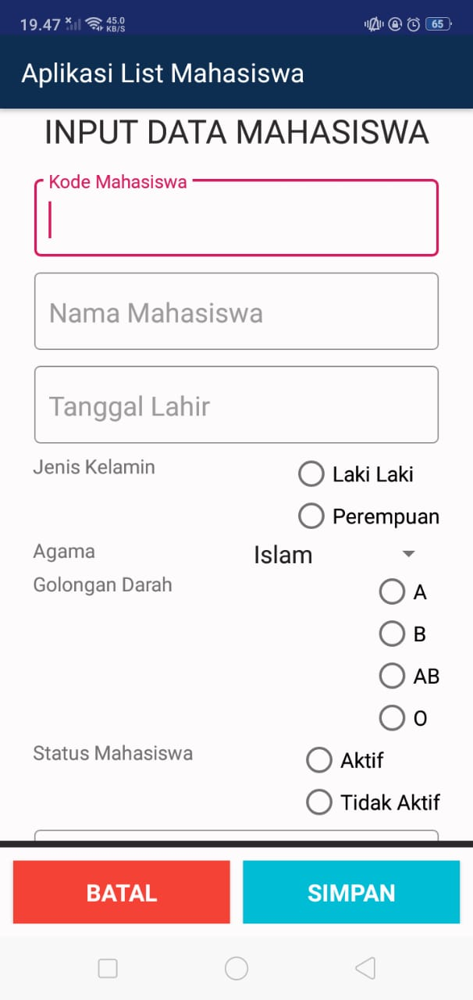 19.47 45.0 KB/S 65
Aplikasi List Mahasiswa
INPUT DATA MAHASISWA
Kode Mahasiswa
Nama Mahasiswa
Tanggal Lahir
Jenis Kelamin
Laki Laki
Perempuan
Agama
Islam
Golongan Darah
A
B
AB
O
Status Mahasiswa
Aktif
Tidak Aktif
BATAL
SIMPAN